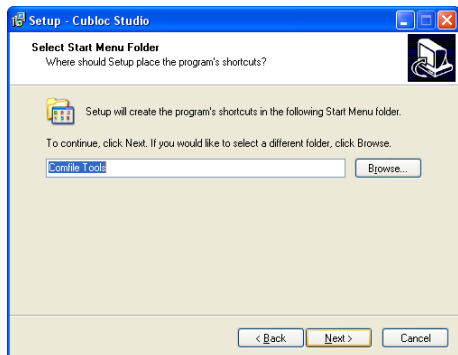 Setup - Cubloc Studio
Select Start Menu Folder
Where should Setup place the program's shortcuts?
Setup will create the program's shortcuts in the following Start Menu folder.
To continue, click Next. If you would like to select a different folder, click Browse.
Comfile Tools
Browse...
< Back
Next >
Cancel